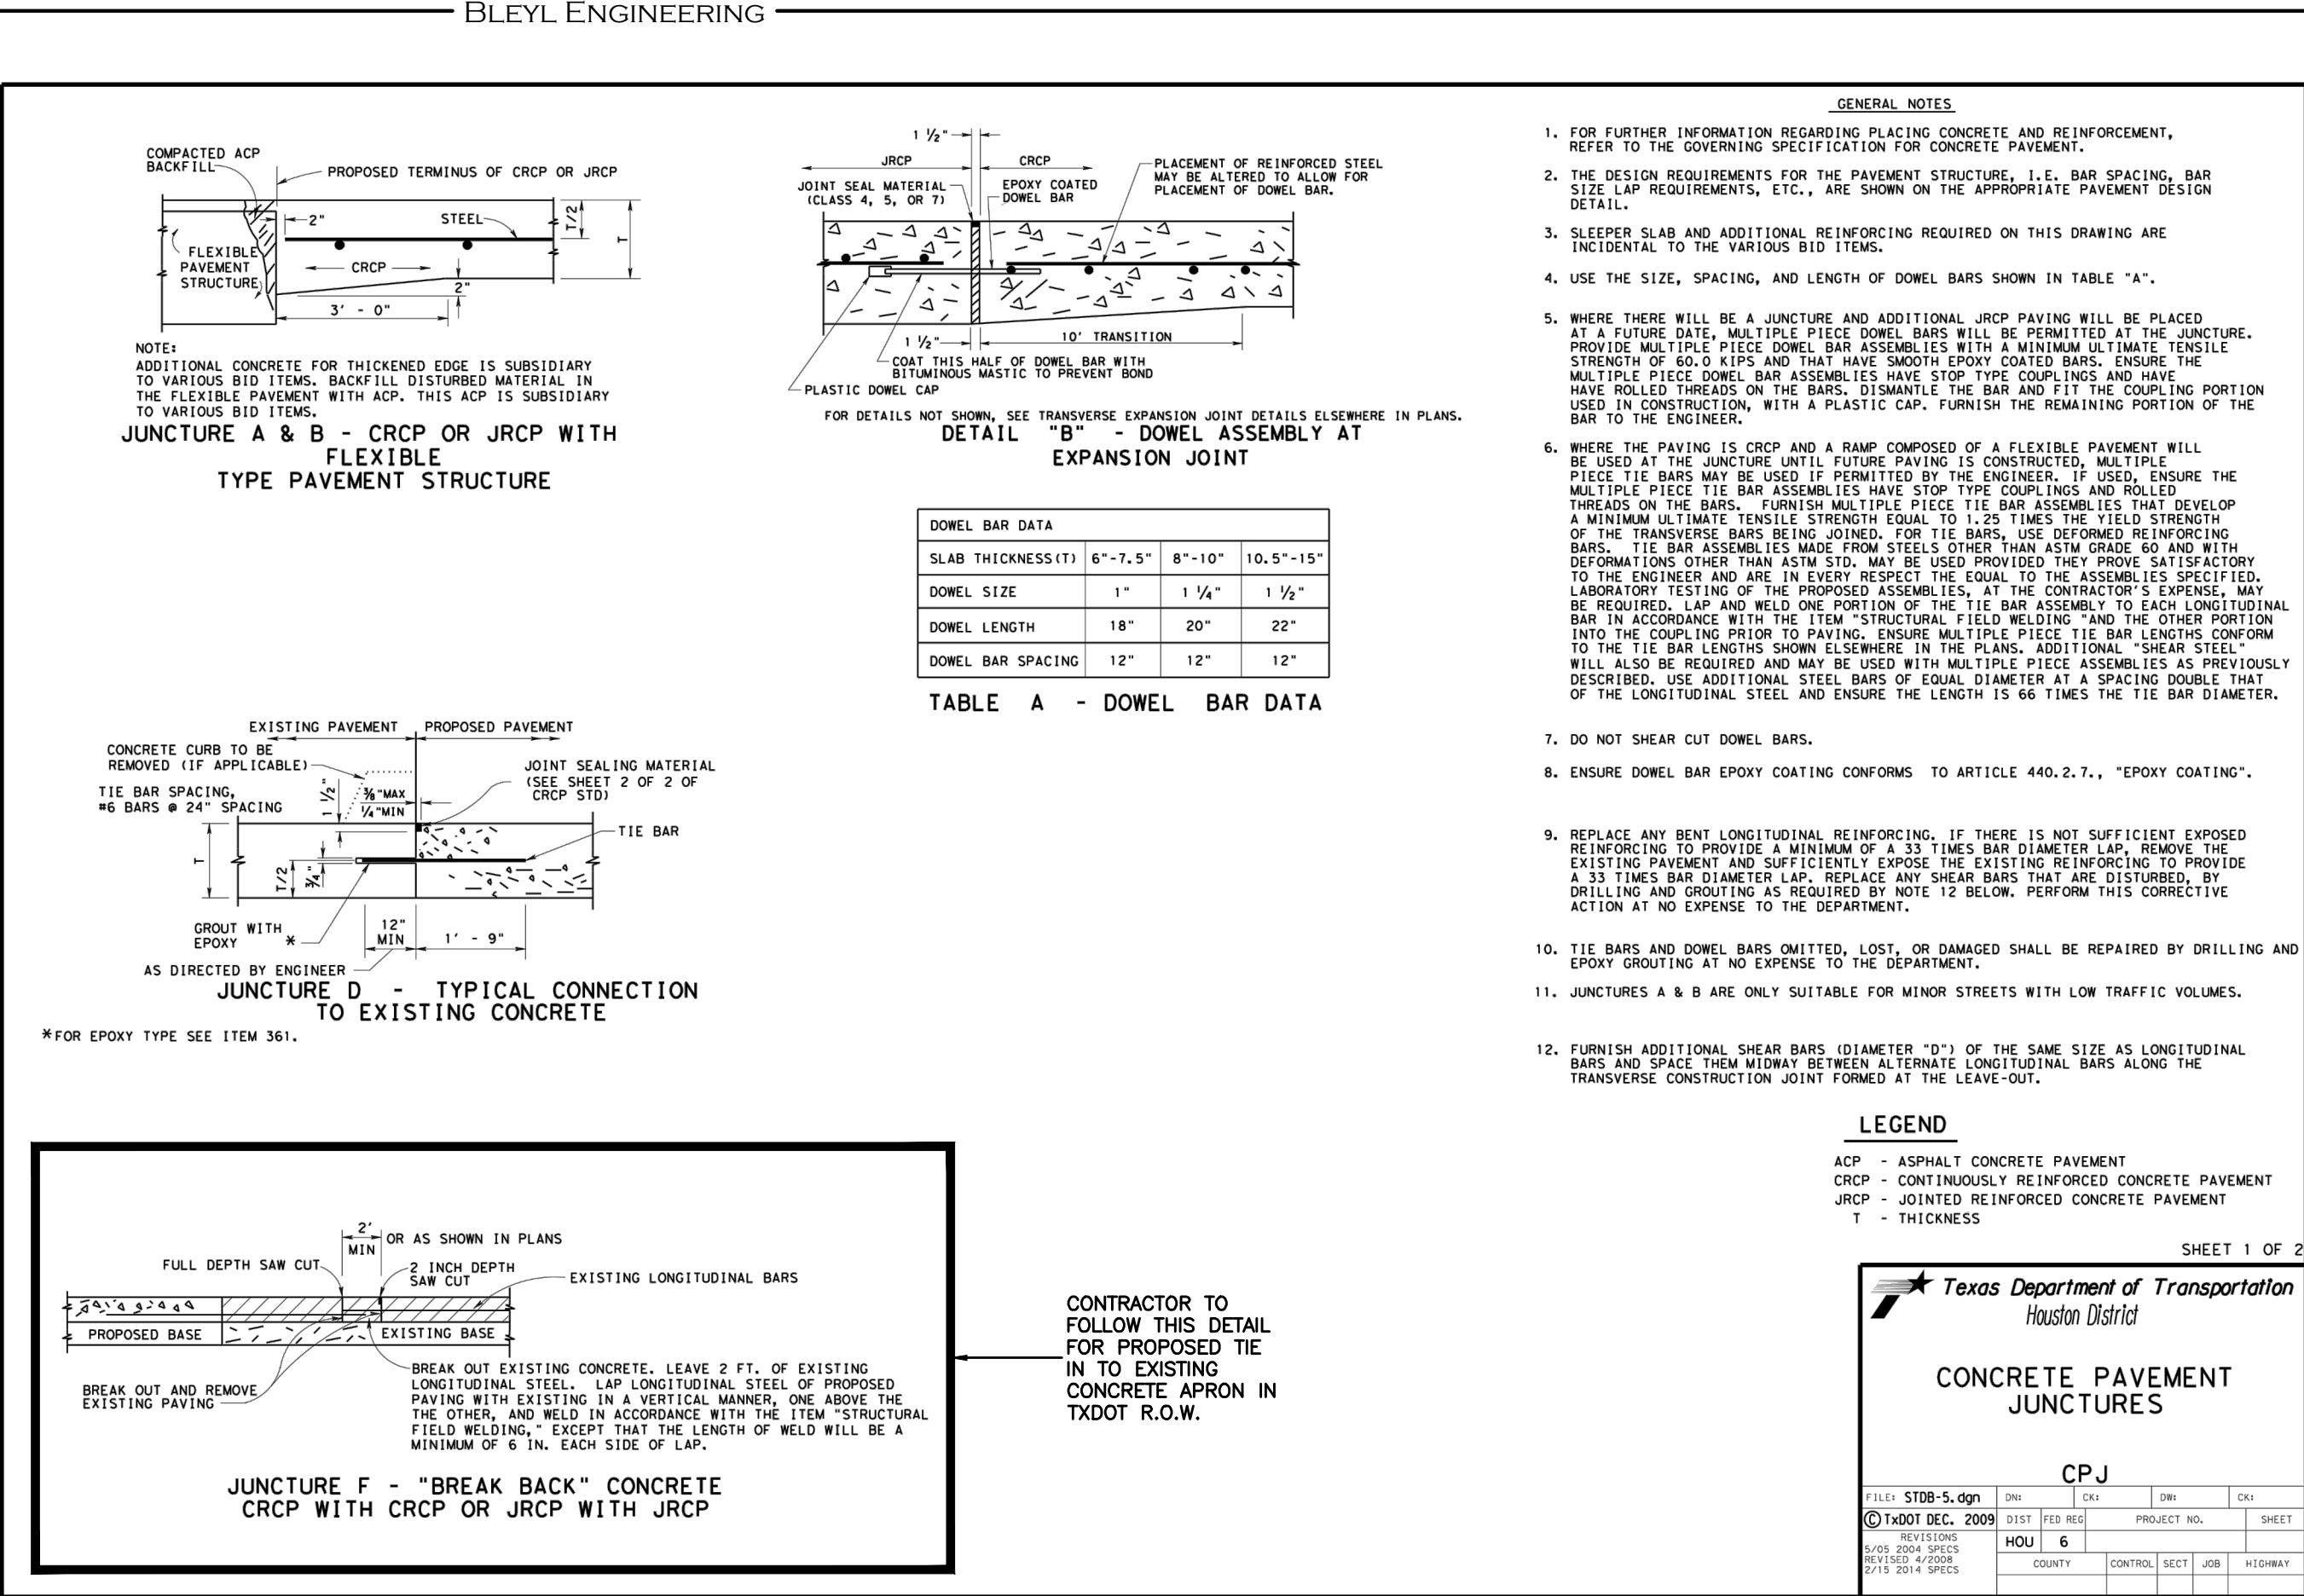 BLEYL ENGINEERING
COMPACTED ACP
BACKFILL
PROPOSED TERMINUS OF CRCP OR JRCP
2"
STEEL
T/2
T
FLEXIBLE
PAVEMENT
STRUCTURE
CRCP
2"
3' - 0"
NOTE:
ADDITIONAL CONCRETE FOR THICKENED EDGE IS SUBSIDIARY
TO VARIOUS BID ITEMS. BACKFILL DISTURBED MATERIAL IN
THE FLEXIBLE PAVEMENT WITH ACP. THIS ACP IS SUBSIDIARY
TO VARIOUS BID ITEMS.
JUNCTURE A & B - CRCP OR JRCP WITH
FLEXIBLE
TYPE PAVEMENT STRUCTURE
1 1/2"
JRCP
CRCP
JOINT SEAL MATERIAL
(CLASS 4, 5, OR 7)
EPOXY COATED
DOWEL BAR
PLACEMENT OF REINFORCED STEEL
MAY BE ALTERED TO ALLOW FOR
PLACEMENT OF DOWEL BAR.
1 1/2"
10' TRANSITION
COAT THIS HALF OF DOWEL BAR WITH
BITUMINOUS MASTIC TO PREVENT BOND
PLASTIC DOWEL CAP
FOR DETAILS NOT SHOWN, SEE TRANSVERSE EXPANSION JOINT DETAILS ELSEWHERE IN PLANS.
DETAIL "B" - DOWEL ASSEMBLY AT
EXPANSION JOINT
DOWEL BAR DATA
SLAB THICKNESS(T) 6"-7.5" 8"-10" 10.5"-15"
DOWEL SIZE 1" 1 1/4" 1 1/2"
DOWEL LENGTH 18" 20" 22"
DOWEL BAR SPACING 12" 12" 12"
TABLE A - DOWEL BAR DATA
EXISTING PAVEMENT
PROPOSED PAVEMENT
CONCRETE CURB TO BE
REMOVED (IF APPLICABLE)
TIE BAR SPACING,
#6 BARS @ 24" SPACING
1 1/2"
3/8"MAX
1/4"MIN
JOINT SEALING MATERIAL
(SEE SHEET 2 OF 2 OF
CRCP STD)
TIE BAR
T
T/2
3/4"
GROUT WITH
EPOXY *
12"
MIN
1' - 9"
AS DIRECTED BY ENGINEER
JUNCTURE D - TYPICAL CONNECTION
TO EXISTING CONCRETE
*FOR EPOXY TYPE SEE ITEM 361.
2'
MIN
OR AS SHOWN IN PLANS
FULL DEPTH SAW CUT
2 INCH DEPTH
SAW CUT
EXISTING LONGITUDINAL BARS
PROPOSED BASE
EXISTING BASE
BREAK OUT AND REMOVE
EXISTING PAVING
BREAK OUT EXISTING CONCRETE. LEAVE 2 FT. OF EXISTING
LONGITUDINAL STEEL. LAP LONGITUDINAL STEEL OF PROPOSED
PAVING WITH EXISTING IN A VERTICAL MANNER, ONE ABOVE THE
THE OTHER, AND WELD IN ACCORDANCE WITH THE ITEM "STRUCTURAL
FIELD WELDING," EXCEPT THAT THE LENGTH OF WELD WILL BE A
MINIMUM OF 6 IN. EACH SIDE OF LAP.
JUNCTURE F - "BREAK BACK" CONCRETE
CRCP WITH CRCP OR JRCP WITH JRCP
CONTRACTOR TO
FOLLOW THIS DETAIL
FOR PROPOSED TIE
IN TO EXISTING
CONCRETE APRON IN
TXDOT R.O.W.
GENERAL NOTES
1. FOR FURTHER INFORMATION REGARDING PLACING CONCRETE AND REINFORCEMENT,
REFER TO THE GOVERNING SPECIFICATION FOR CONCRETE PAVEMENT.
2. THE DESIGN REQUIREMENTS FOR THE PAVEMENT STRUCTURE, I.E. BAR SPACING, BAR
SIZE LAP REQUIREMENTS, ETC., ARE SHOWN ON THE APPROPRIATE PAVEMENT DESIGN
DETAIL.
3. SLEEPER SLAB AND ADDITIONAL REINFORCING REQUIRED ON THIS DRAWING ARE
INCIDENTAL TO THE VARIOUS BID ITEMS.
4. USE THE SIZE, SPACING, AND LENGTH OF DOWEL BARS SHOWN IN TABLE "A".
5. WHERE THERE WILL BE A JUNCTURE AND ADDITIONAL JRCP PAVING WILL BE PLACED
AT A FUTURE DATE, MULTIPLE PIECE DOWEL BARS WILL BE PERMITTED AT THE JUNCTURE.
PROVIDE MULTIPLE PIECE DOWEL BAR ASSEMBLIES WITH A MINIMUM ULTIMATE TENSILE
STRENGTH OF 60.0 KIPS AND THAT HAVE SMOOTH EPOXY COATED BARS. ENSURE THE
MULTIPLE PIECE DOWEL BAR ASSEMBLIES HAVE STOP TYPE COUPLINGS AND HAVE
HAVE ROLLED THREADS ON THE BARS. DISMANTLE THE BAR AND FIT THE COUPLING PORTION
USED IN CONSTRUCTION, WITH A PLASTIC CAP. FURNISH THE REMAINING PORTION OF THE
BAR TO THE ENGINEER.
6. WHERE THE PAVING IS CRCP AND A RAMP COMPOSED OF A FLEXIBLE PAVEMENT WILL
BE USED AT THE JUNCTURE UNTIL FUTURE PAVING IS CONSTRUCTED, MULTIPLE
PIECE TIE BARS MAY BE USED IF PERMITTED BY THE ENGINEER. IF USED, ENSURE THE
MULTIPLE PIECE TIE BAR ASSEMBLIES HAVE STOP TYPE COUPLINGS AND ROLLED
THREADS ON THE BARS. FURNISH MULTIPLE PIECE TIE BAR ASSEMBLIES THAT DEVELOP
A MINIMUM ULTIMATE TENSILE STRENGTH EQUAL TO 1.25 TIMES THE YIELD STRENGTH
OF THE TRANSVERSE BARS BEING JOINED. FOR TIE BARS, USE DEFORMED REINFORCING
BARS. TIE BAR ASSEMBLIES MADE FROM STEELS OTHER THAN ASTM GRADE 60 AND WITH
DEFORMATIONS OTHER THAN ASTM STD. MAY BE USED PROVIDED THEY PROVE SATISFACTORY
TO THE ENGINEER AND ARE IN EVERY RESPECT THE EQUAL TO THE ASSEMBLIES SPECIFIED.
LABORATORY TESTING OF THE PROPOSED ASSEMBLIES, AT THE CONTRACTOR'S EXPENSE, MAY
BE REQUIRED. LAP AND WELD ONE PORTION OF THE TIE BAR ASSEMBLY TO EACH LONGITUDINAL
BAR IN ACCORDANCE WITH THE ITEM "STRUCTURAL FIELD WELDING "AND THE OTHER PORTION
INTO THE COUPLING PRIOR TO PAVING. ENSURE MULTIPLE PIECE TIE BAR LENGTHS CONFORM
TO THE TIE BAR LENGTHS SHOWN ELSEWHERE IN THE PLANS. ADDITIONAL "SHEAR STEEL"
WILL ALSO BE REQUIRED AND MAY BE USED WITH MULTIPLE PIECE ASSEMBLIES AS PREVIOUSLY
DESCRIBED. USE ADDITIONAL STEEL BARS OF EQUAL DIAMETER AT A SPACING DOUBLE THAT
OF THE LONGITUDINAL STEEL AND ENSURE THE LENGTH IS 66 TIMES THE TIE BAR DIAMETER.
7. DO NOT SHEAR CUT DOWEL BARS.
8. ENSURE DOWEL BAR EPOXY COATING CONFORMS TO ARTICLE 440.2.7., "EPOXY COATING".
9. REPLACE ANY BENT LONGITUDINAL REINFORCING. IF THERE IS NOT SUFFICIENT EXPOSED
REINFORCING TO PROVIDE A MINIMUM OF A 33 TIMES BAR DIAMETER LAP, REMOVE THE
EXISTING PAVEMENT AND SUFFICIENTLY EXPOSE THE EXISTING REINFORCING TO PROVIDE
A 33 TIMES BAR DIAMETER LAP. REPLACE ANY SHEAR BARS THAT ARE DISTURBED, BY
DRILLING AND GROUTING AS REQUIRED BY NOTE 12 BELOW. PERFORM THIS CORRECTIVE
ACTION AT NO EXPENSE TO THE DEPARTMENT.
10. TIE BARS AND DOWEL BARS OMITTED, LOST, OR DAMAGED SHALL BE REPAIRED BY DRILLING AND
EPOXY GROUTING AT NO EXPENSE TO THE DEPARTMENT.
11. JUNCTURES A & B ARE ONLY SUITABLE FOR MINOR STREETS WITH LOW TRAFFIC VOLUMES.
12. FURNISH ADDITIONAL SHEAR BARS (DIAMETER "D") OF THE SAME SIZE AS LONGITUDINAL
BARS AND SPACE THEM MIDWAY BETWEEN ALTERNATE LONGITUDINAL BARS ALONG THE
TRANSVERSE CONSTRUCTION JOINT FORMED AT THE LEAVE-OUT.
LEGEND
ACP - ASPHALT CONCRETE PAVEMENT
CRCP - CONTINUOUSLY REINFORCED CONCRETE PAVEMENT
JRCP - JOINTED REINFORCED CONCRETE PAVEMENT
T - THICKNESS
SHEET 1 OF 2
Texas Department of Transportation
Houston District
CONCRETE PAVEMENT
JUNCTURES
CPJ
FILE: STDB-5.dgn DN: CK: DW: CK:
© TxDOT DEC. 2009 DIST FED REG PROJECT NO. SHEET
REVISIONS
5/05 2004 SPECS
REVISED 4/2008
2/15 2014 SPECS
HOU 6
COUNTY CONTROL SECT JOB HIGHWAY